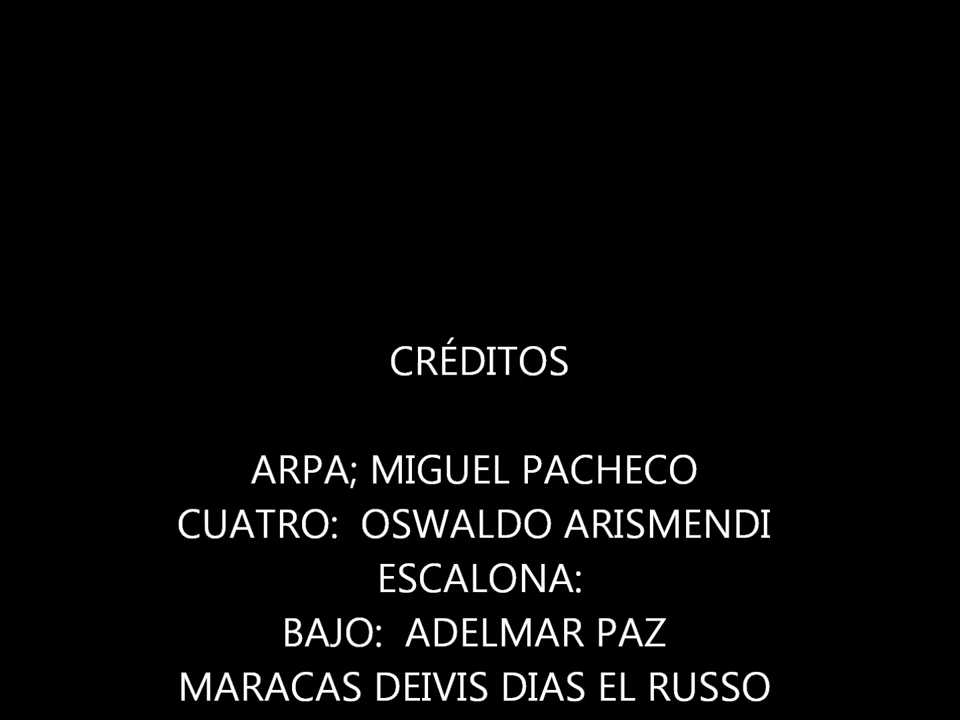 CRÉDITOS
ARPA; MIGUEL PACHECO
CUATRO:  OSWALDO ARISMENDI
ESCALONA:
BAJO:  ADELMAR PAZ
MARACAS DEIVIS DIAS EL RUSSO